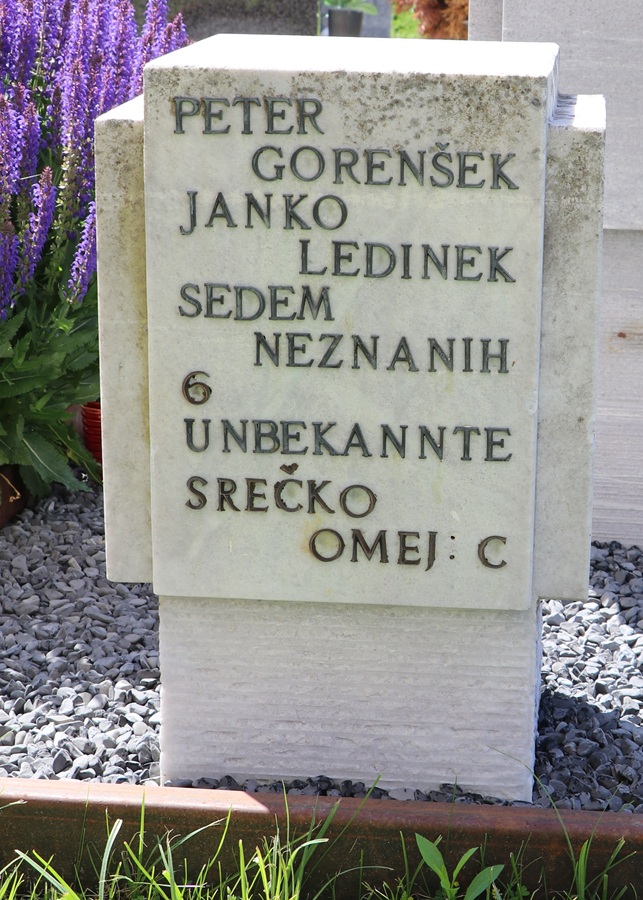 PETER
GORENŠEK
JANKO
LEDINEK
SEDEM
NEZNANIH
6
UNBEKANNTE
SREČKO
OMEJ: C